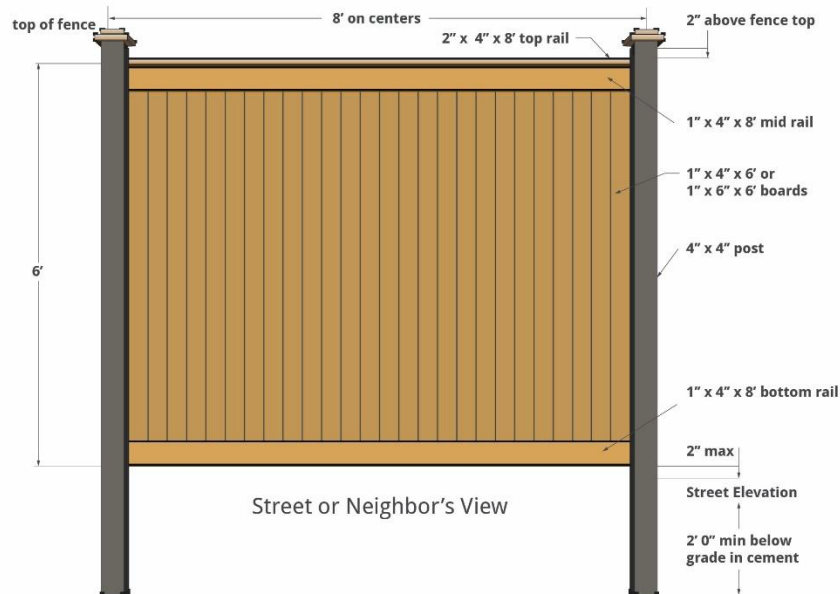 top of fence
8’ on centers
2” above fence top
2” x 4” x 8’ top rail
1” x 4” x 8’ mid rail
1” x 4” x 6’ or
1” x 6” x 6’ boards
4” x 4” post
6’
1” x 4” x 8’ bottom rail
2” max
Street Elevation
Street or Neighbor’s View
2’ 0” min below
grade in cement